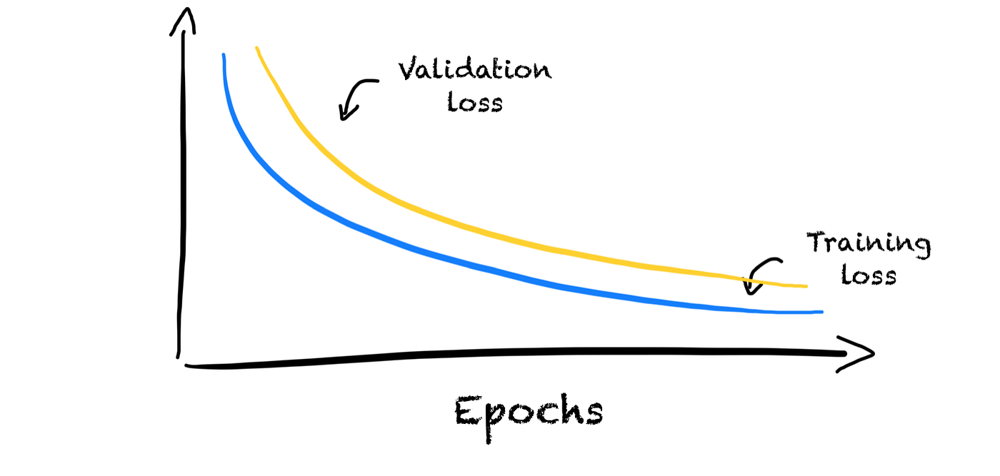 Validation
loss
Training
loss
Epochs